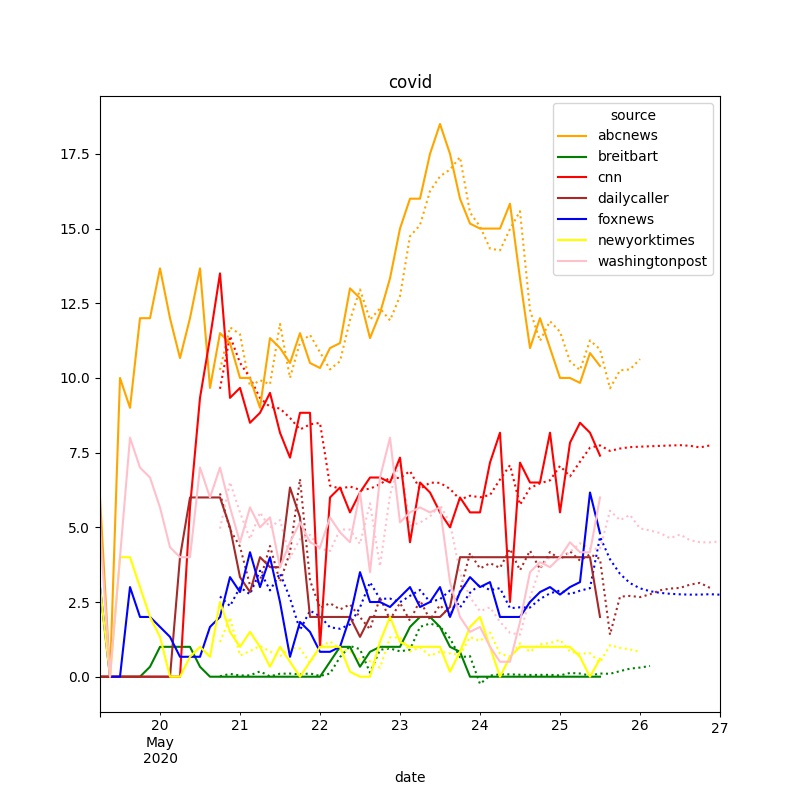 covid
source
abcnews
breitbart
cnn
dailycaller
foxnews
newyorktimes
washingtonpost
17.5
15.0
12.5
10.0
7.5
5.0
2.5
0.0
20 21 22 23 24 25 26 27
May
2020
date